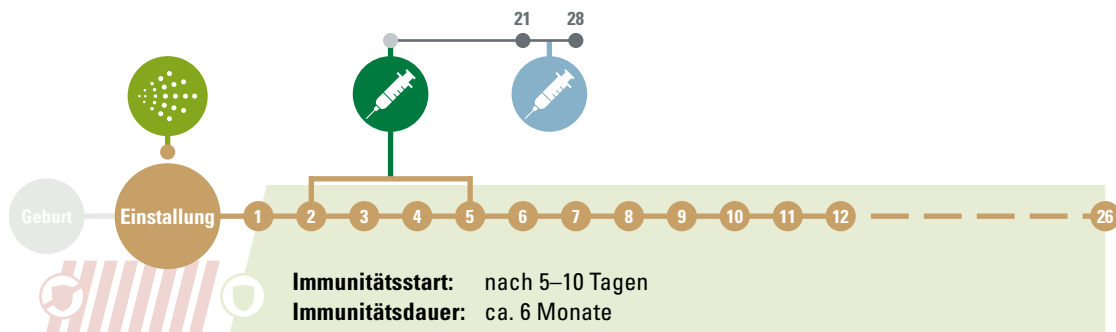 21 28
Geburt Einstallung 1 2 3 4 5 6 7 8 9 10 11 12 26
Immunitätsstart: nach 5–10 Tagen
Immunitätsdauer: ca. 6 Monate